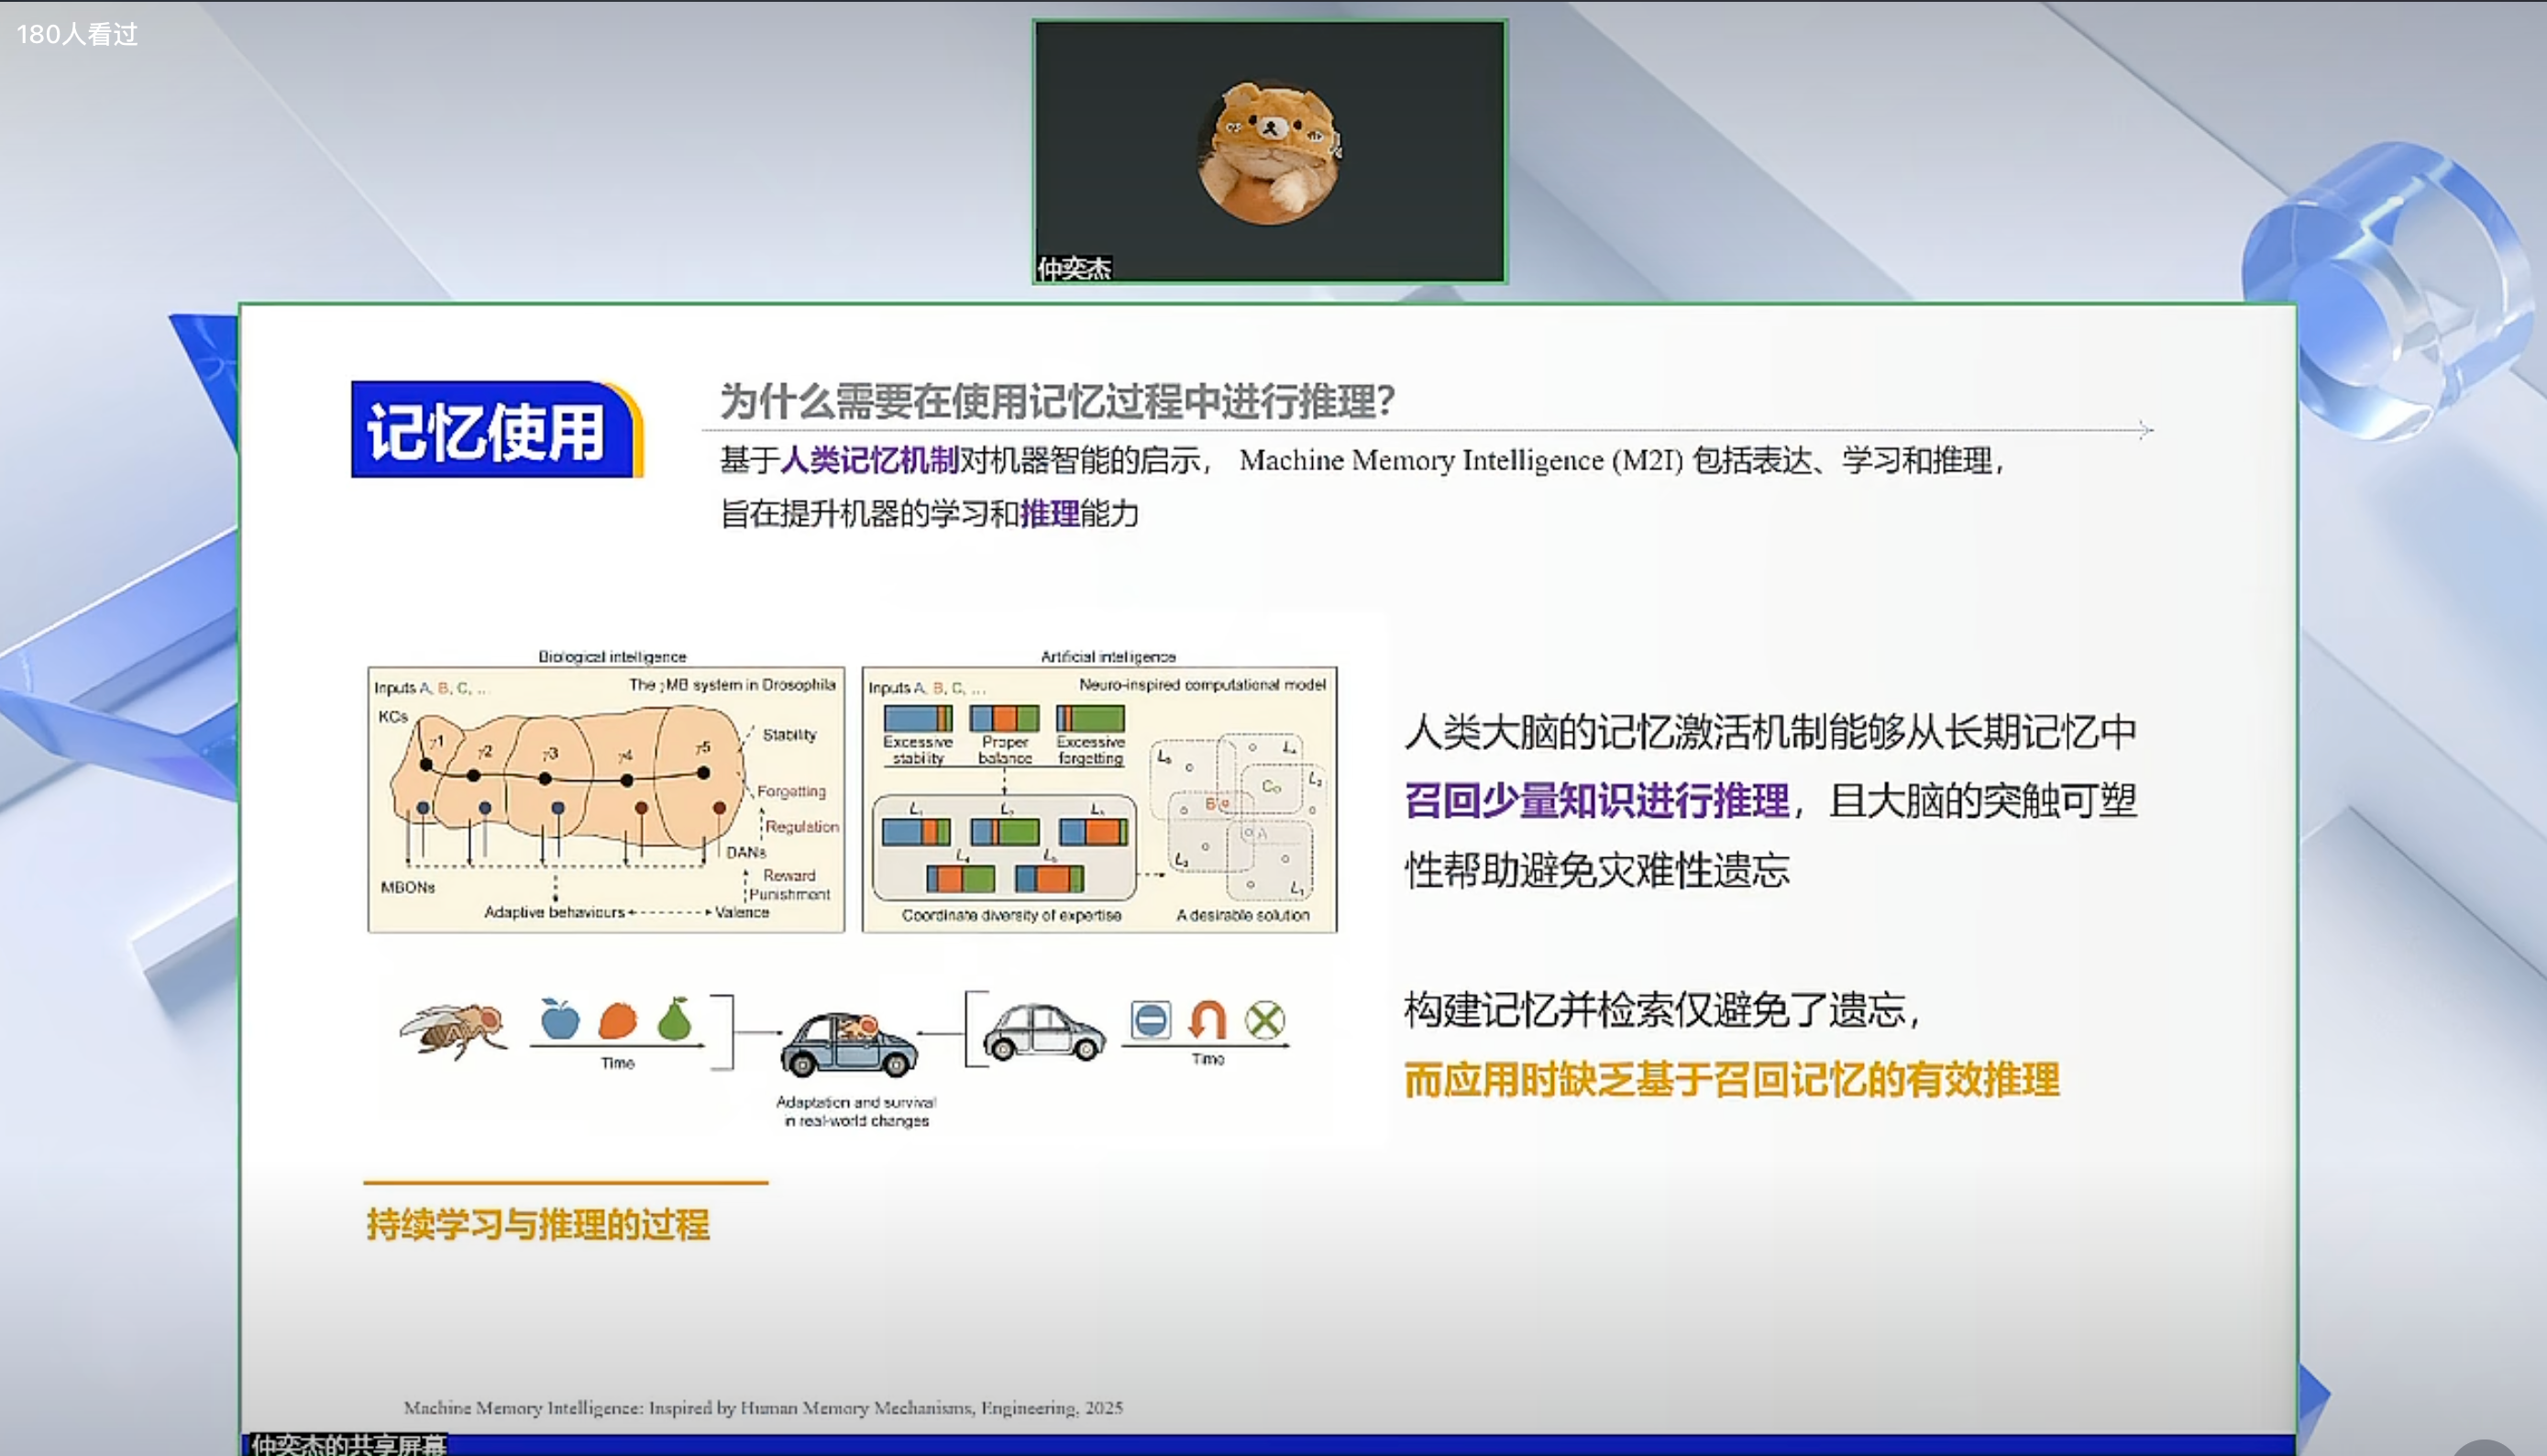 180人看过
仲奕杰
记忆使用
为什么需要在使用记忆过程中进行推理?
基于人类记忆机制对机器智能的启示, Machine Memory Intelligence (M2I) 包括表达、学习和推理,
旨在提升机器的学习和推理能力
Biological intelligence
Inputs A, B, C, ...
The γMB system in Drosophila
KCs
γ1
γ2
γ3
γ4
γ5
Stability
Forgetting
Regulation
DANs
Reward
Punishment
MBONs
Adaptive behaviours
Valence
Artificial intelligence
Inputs A, B, C, ...
Neuro-inspired computational model
Excessive stability
Proper balance
Excessive forgetting
L₁
L₂
L₃
L₄
L₅
Coordinate diversity of expertise
L₄
L₂
B
C
A
L₃
L₁
A desirable solution
Time
Adaptation and survival
in real-world changes
Time
人类大脑的记忆激活机制能够从长期记忆中
召回少量知识进行推理,且大脑的突触可塑
性帮助避免灾难性遗忘
构建记忆并检索仅避免了遗忘,
而应用时缺乏基于召回记忆的有效推理
持续学习与推理的过程
Machine Memory Intelligence: Inspired by Human Memory Mechanisms, Engineering, 2025
仲奕杰的共享屏幕